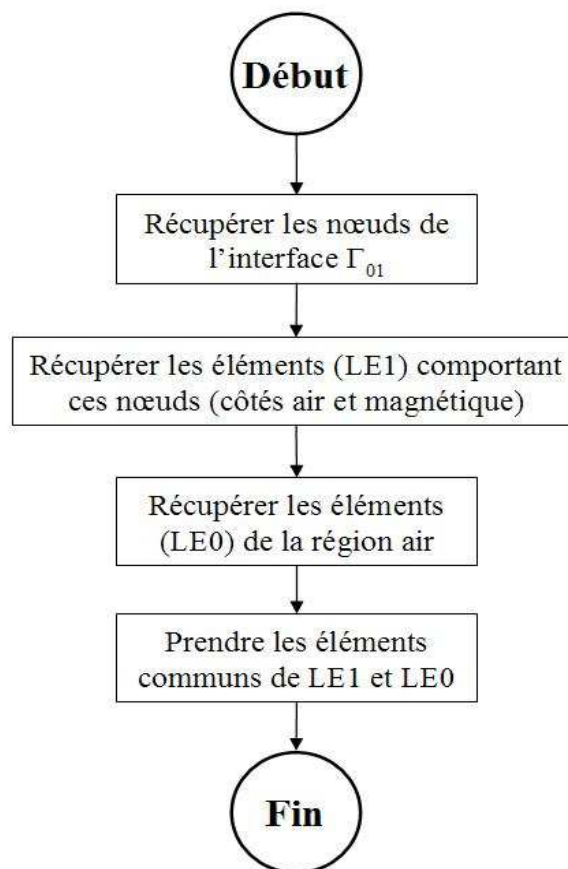 Début
Récupérer les nœuds de
l’interface Γ01
Récupérer les éléments (LE1) comportant
ces nœuds (côtés air et magnétique)
Récupérer les éléments
(LE0) de la région air
Prendre les éléments
communs de LE1 et LE0
Fin